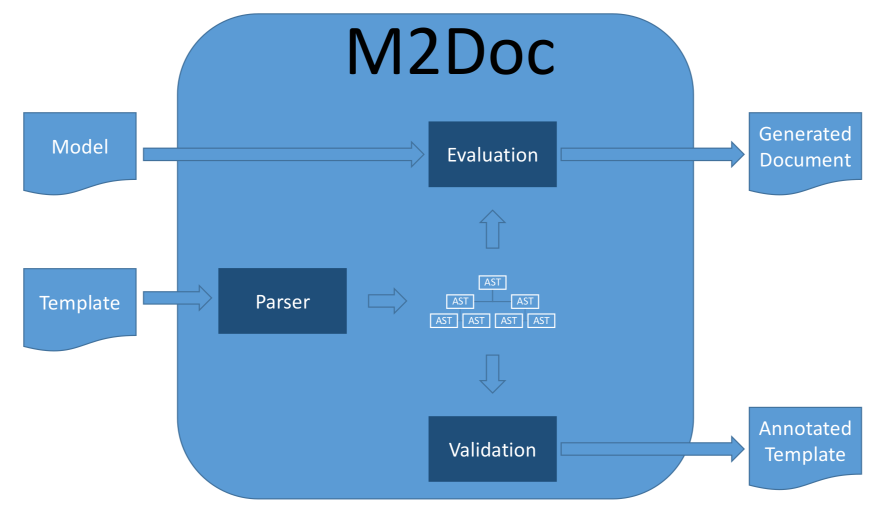 M2Doc
Model
Evaluation
Generated
Document
Template
Parser
AST
AST AST
AST AST AST AST
Validation
Annotated
Template